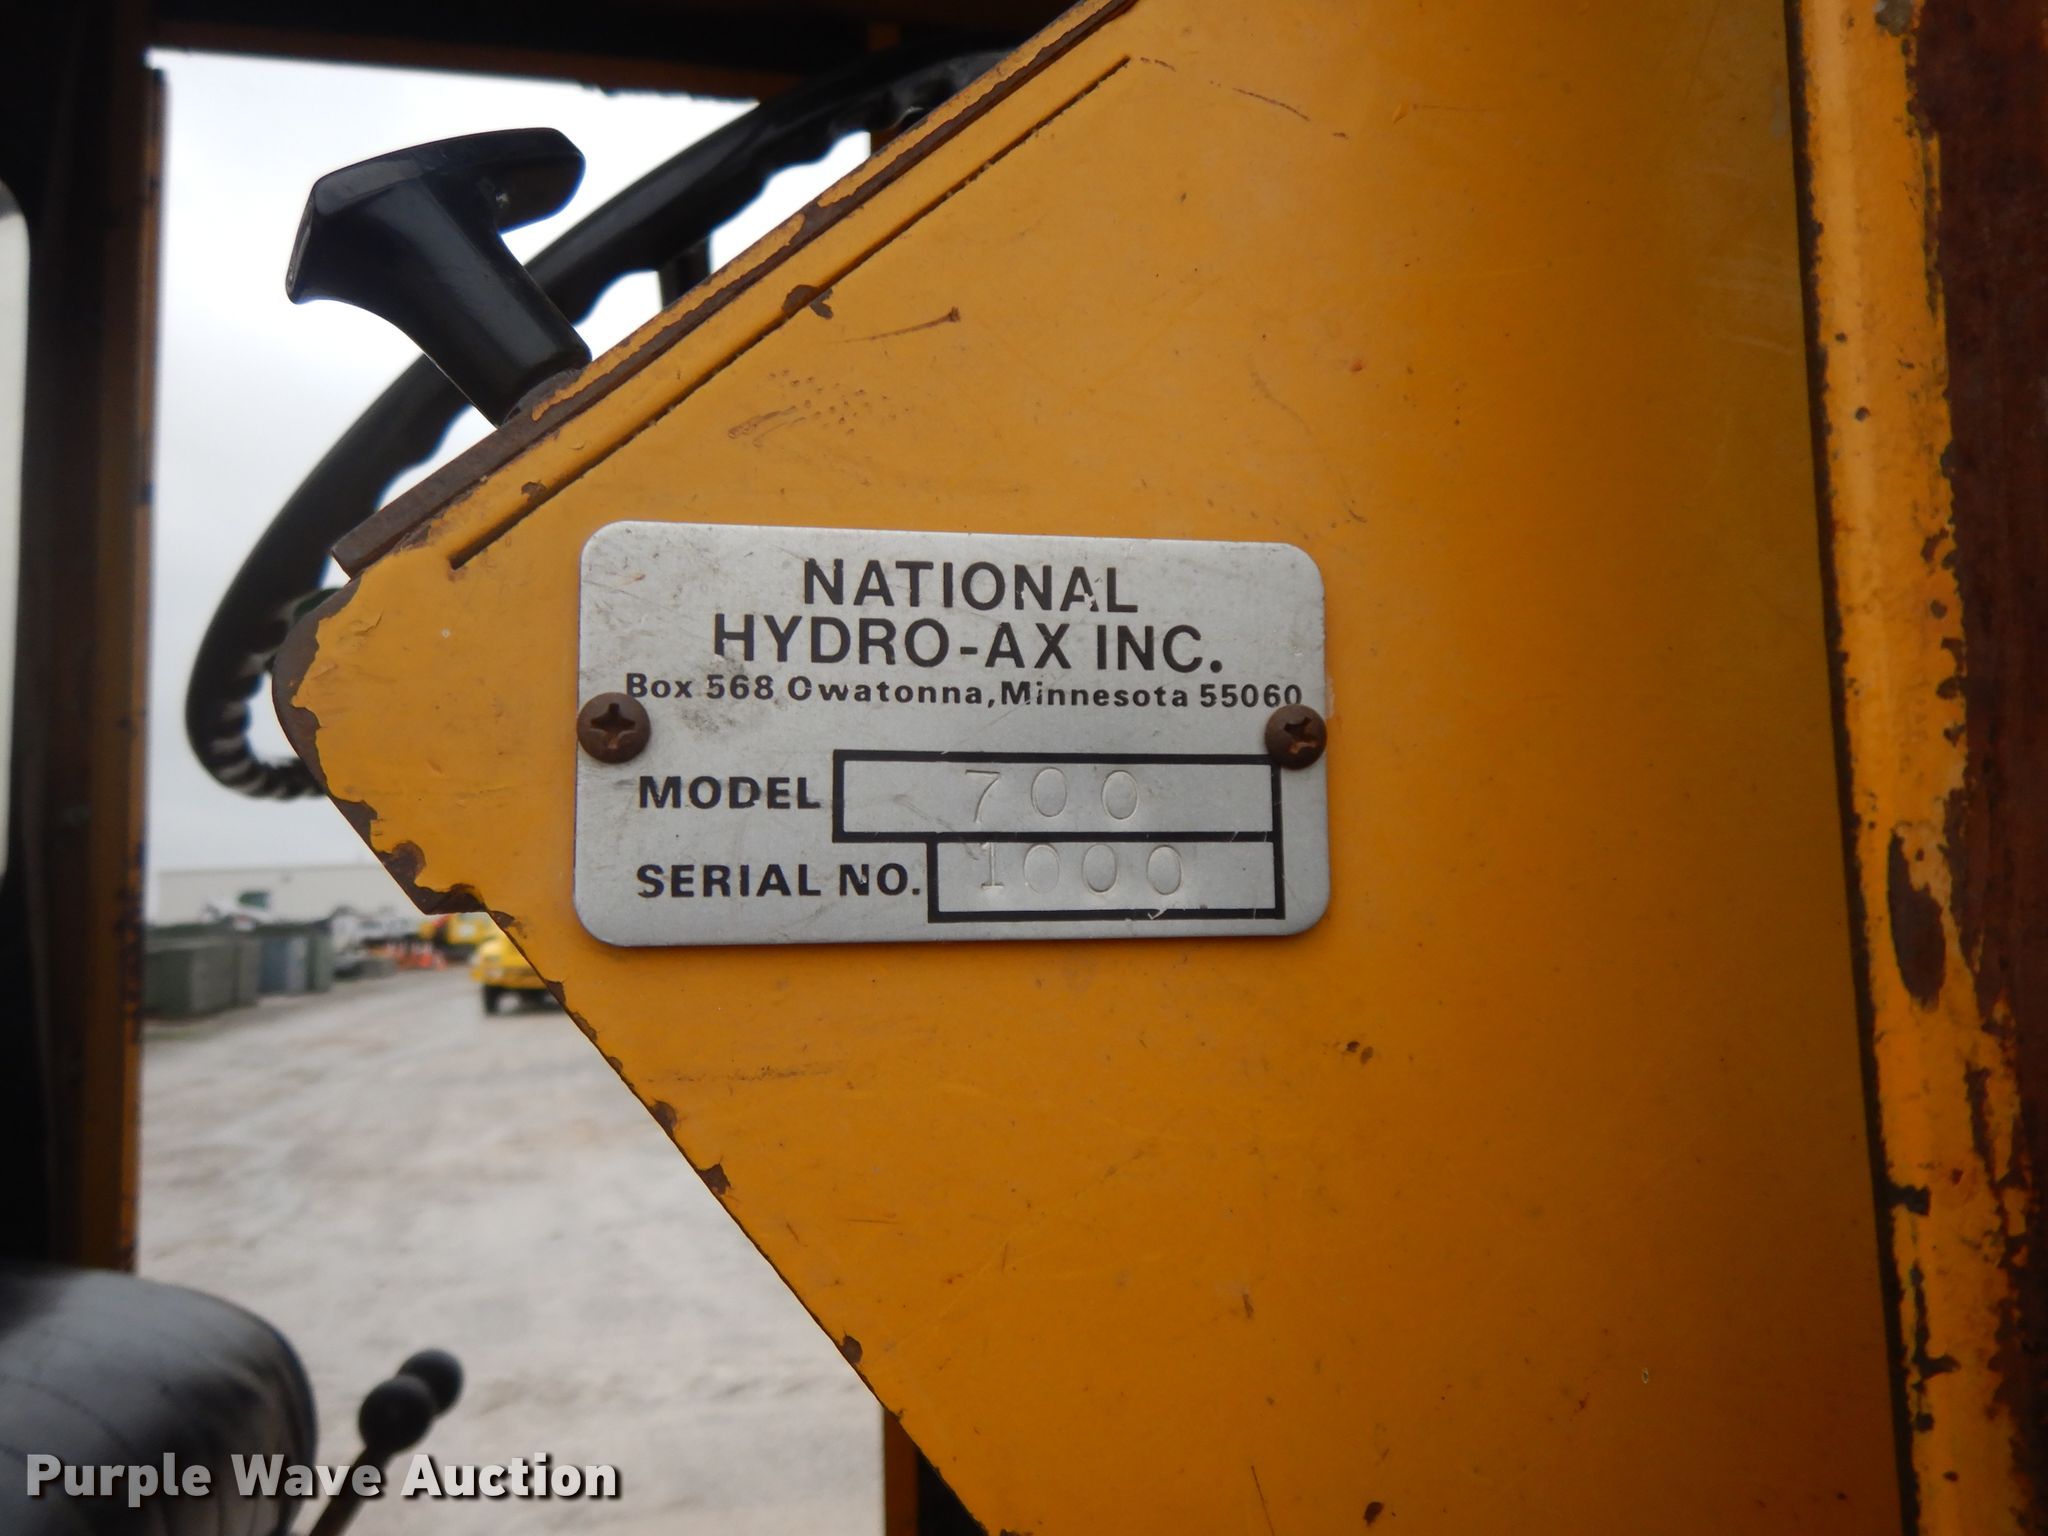 NATIONAL
HYDRO-AX INC.
Box 568 Owatonna, Minnesota 55060
MODEL 700
SERIAL NO. 1000
Purple Wave Auction